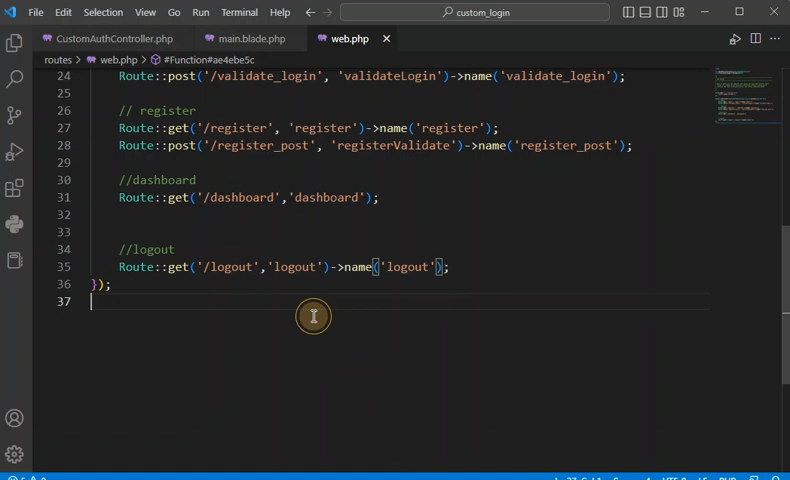 File Edit Selection View Go Run Terminal Help custom_login
CustomAuthController.php main.blade.php web.php
routes > web.php > #Function#ae4ebe5c
24 Route::post('/validate_login', 'validateLogin')->name('validate_login');
25
26 // register
27 Route::get('/register', 'register')->name('register');
28 Route::post('/register_post', 'registerValidate')->name('register_post');
29
30 //dashboard
31 Route::get('/dashboard','dashboard');
32
33
34 //logout
35 Route::get('/logout','logout')->name('logout');
36 });
37